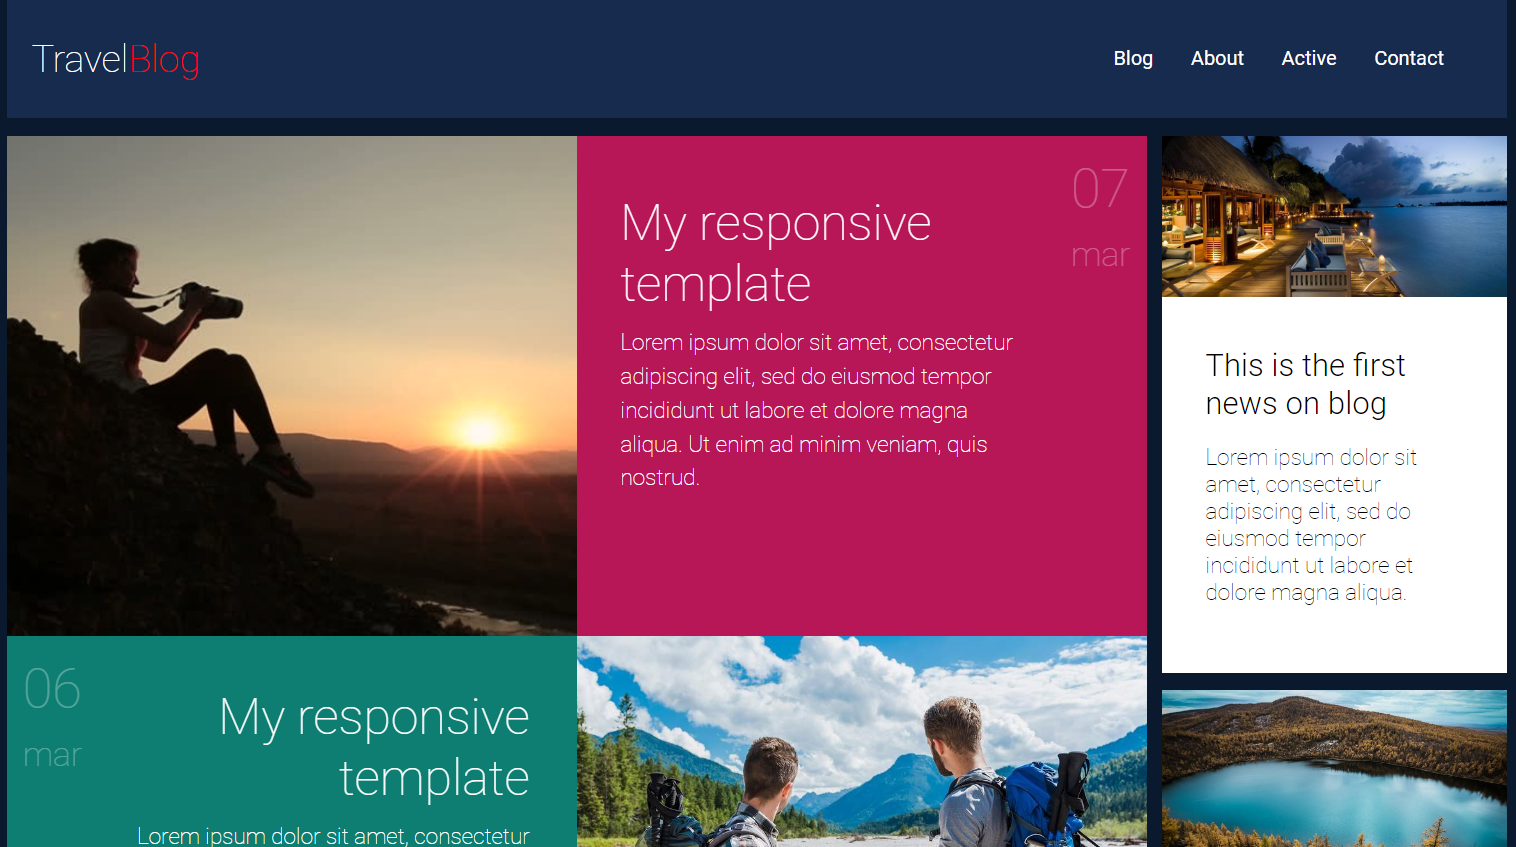 TravelBlog
Blog About Active Contact
07
mar
My responsive
template
Lorem ipsum dolor sit amet, consectetur
adipiscing elit, sed do eiusmod tempor
incididunt ut labore et dolore magna
aliqua. Ut enim ad minim veniam, quis
nostrud.
This is the first
news on blog
Lorem ipsum dolor sit
amet, consectetur
adipiscing elit, sed do
eiusmod tempor
incididunt ut labore et
dolore magna aliqua.
06
mar
My responsive
template
Lorem ipsum dolor sit amet, consectetur